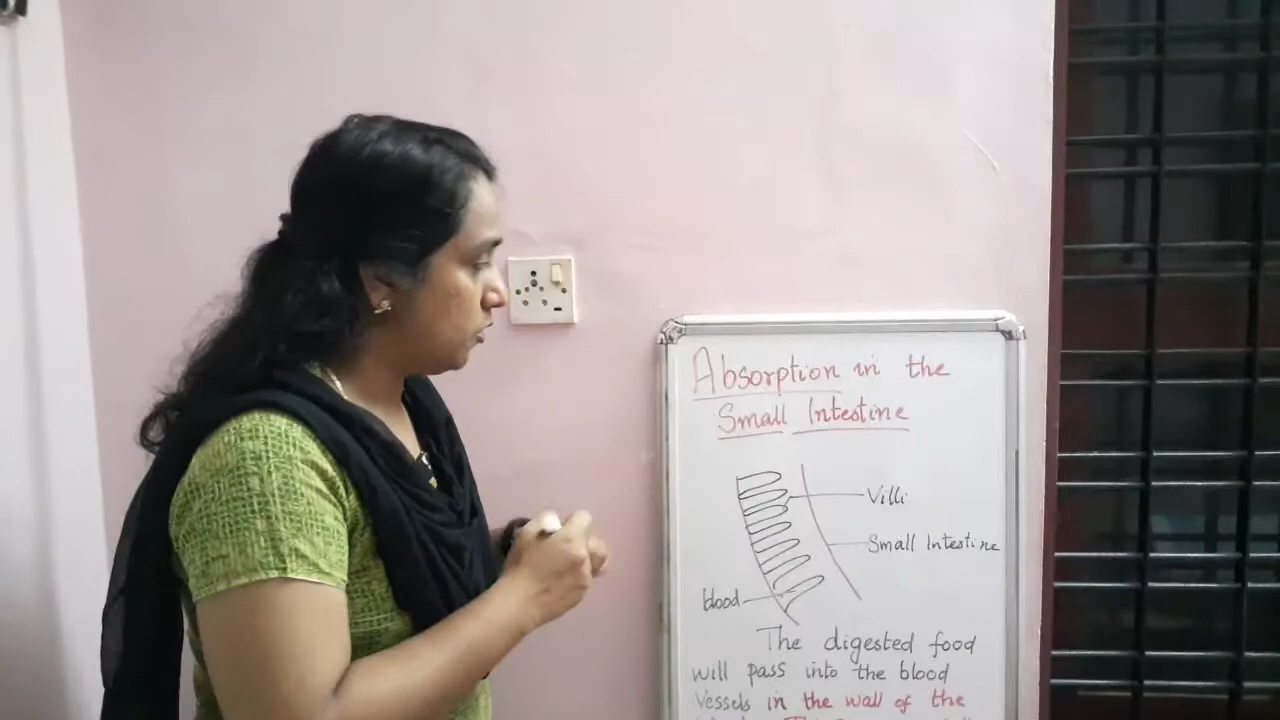 Absorption in the
Small Intestine
Villi
Small Intestine
blood
The digested food
will pass into the blood
vessels in the wall of the